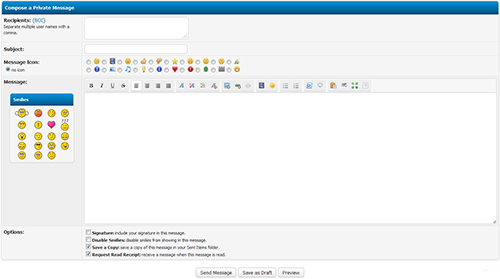 Compose a Private Message
Recipients: (BCC)
Separate multiple user names with a comma.
Subject:
Message Icon:
no icon
Message:
B I U S
Smilies
???
Options:
Signature: include your signature in this message.
Disable Smilies: disable smilies from showing in this message.
Save a Copy: save a copy of this message in your Sent Items folder.
Request Read Receipt: receive a message when this message is read.
Send Message Save as Draft Preview